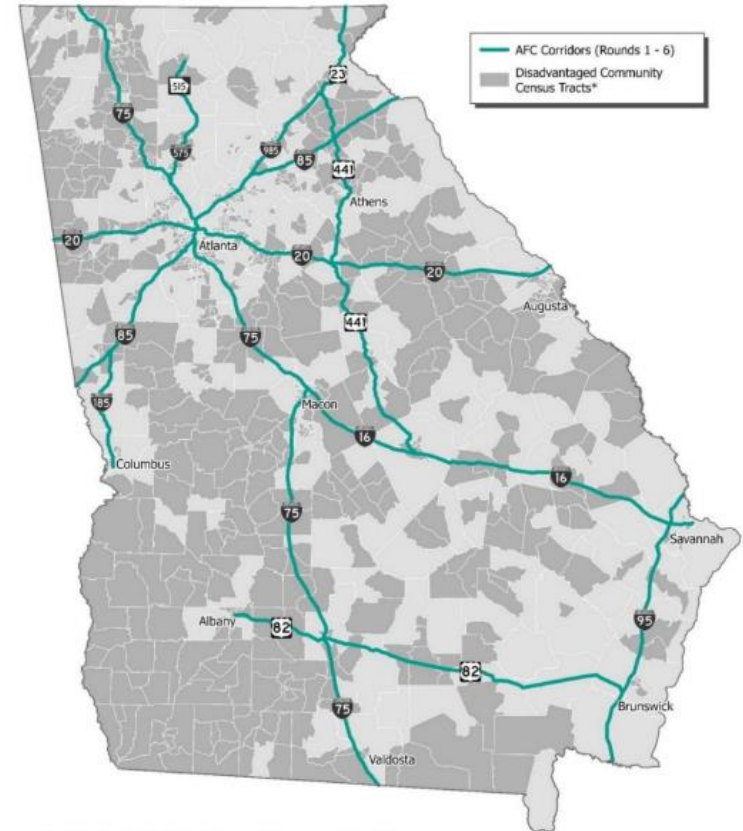 AFC Corridors (Rounds 1 - 6)
Disadvantaged Community
Census Tracts*
23
515
75
575
985
85
441
Athens
20
Atlanta
20
20
Augusta
85
75
441
185
Macon
16
Columbus
16
75
Savannah
Albany
82
95
82
75
Brunswick
Valdosta